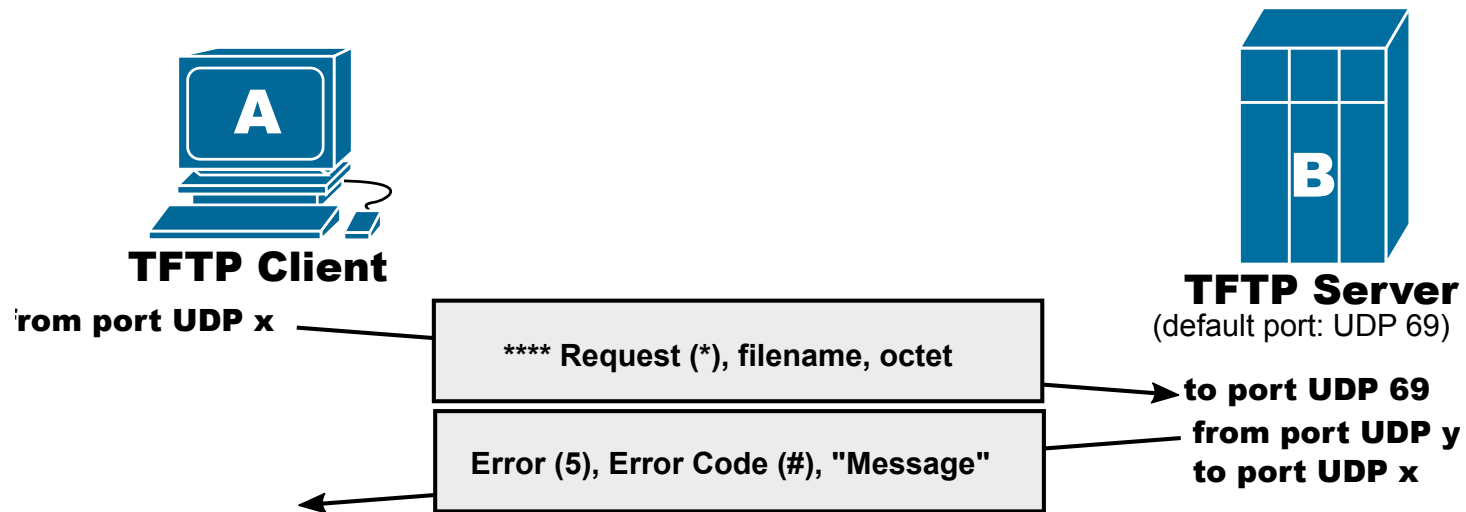 A
B
TFTP Client
TFTP Server
(default port: UDP 69)
rom port UDP x
**** Request (*), filename, octet
to port UDP 69
from port UDP y
to port UDP x
Error (5), Error Code (#), "Message"